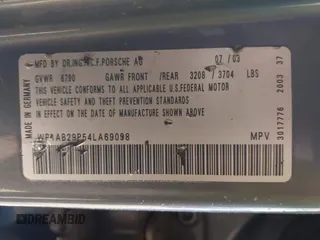 MFG. BY DR.ING.H.C.F.PORSCHE AG 07 / 03
GVWR 6790 GAWR FRONT /REAR 3208 / 3704 LBS
THIS VEHICLE CONFORMS TO ALL APPLICABLE FEDERAL MOTOR
VEHICLE SAFETY AND THEFT PREVENTION STANDARDS
IN EFFECT ON THE DATE OF MANUFACTURE SHOWN ABOVE
WP1AB29P54LA69098 MPV
MADE IN GERMANY
3017776 2003 37
© DREAMBID